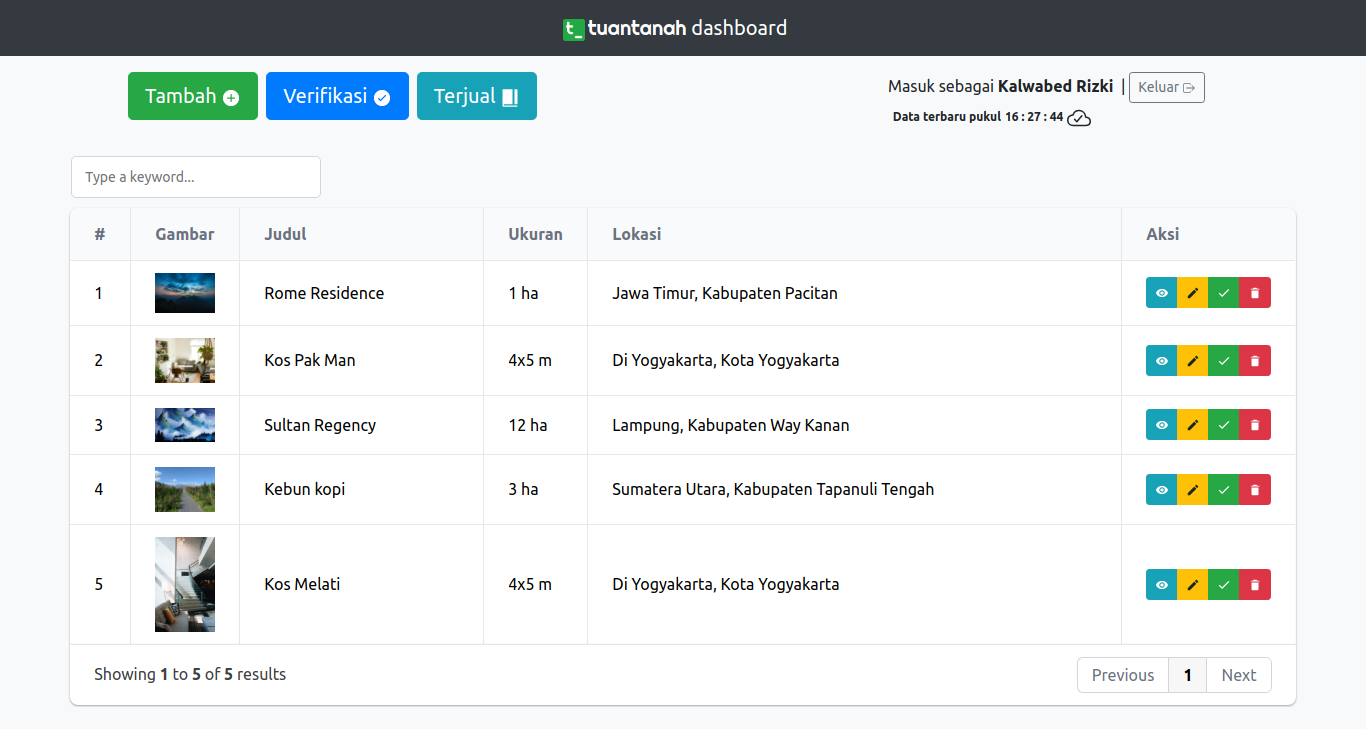 t_ tuantanah dashboard
Tambah Verifikasi Terjual
Masuk sebagai Kalwabed Rizki | Keluar
Data terbaru pukul 16 : 27 : 44
Type a keyword...
# Gambar Judul Ukuran Lokasi Aksi
1 Rome Residence 1 ha Jawa Timur, Kabupaten Pacitan
2 Kos Pak Man 4x5 m Di Yogyakarta, Kota Yogyakarta
3 Sultan Regency 12 ha Lampung, Kabupaten Way Kanan
4 Kebun kopi 3 ha Sumatera Utara, Kabupaten Tapanuli Tengah
5 Kos Melati 4x5 m Di Yogyakarta, Kota Yogyakarta
Showing 1 to 5 of 5 results Previous 1 Next